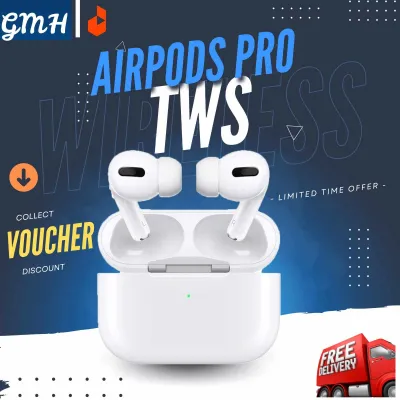 GMH
AIRPODS PRO
TWS
WIRELESS
- LIMITED TIME OFFER -
COLLECT
VOUCHER
DISCOUNT
FREE
DELIVERY